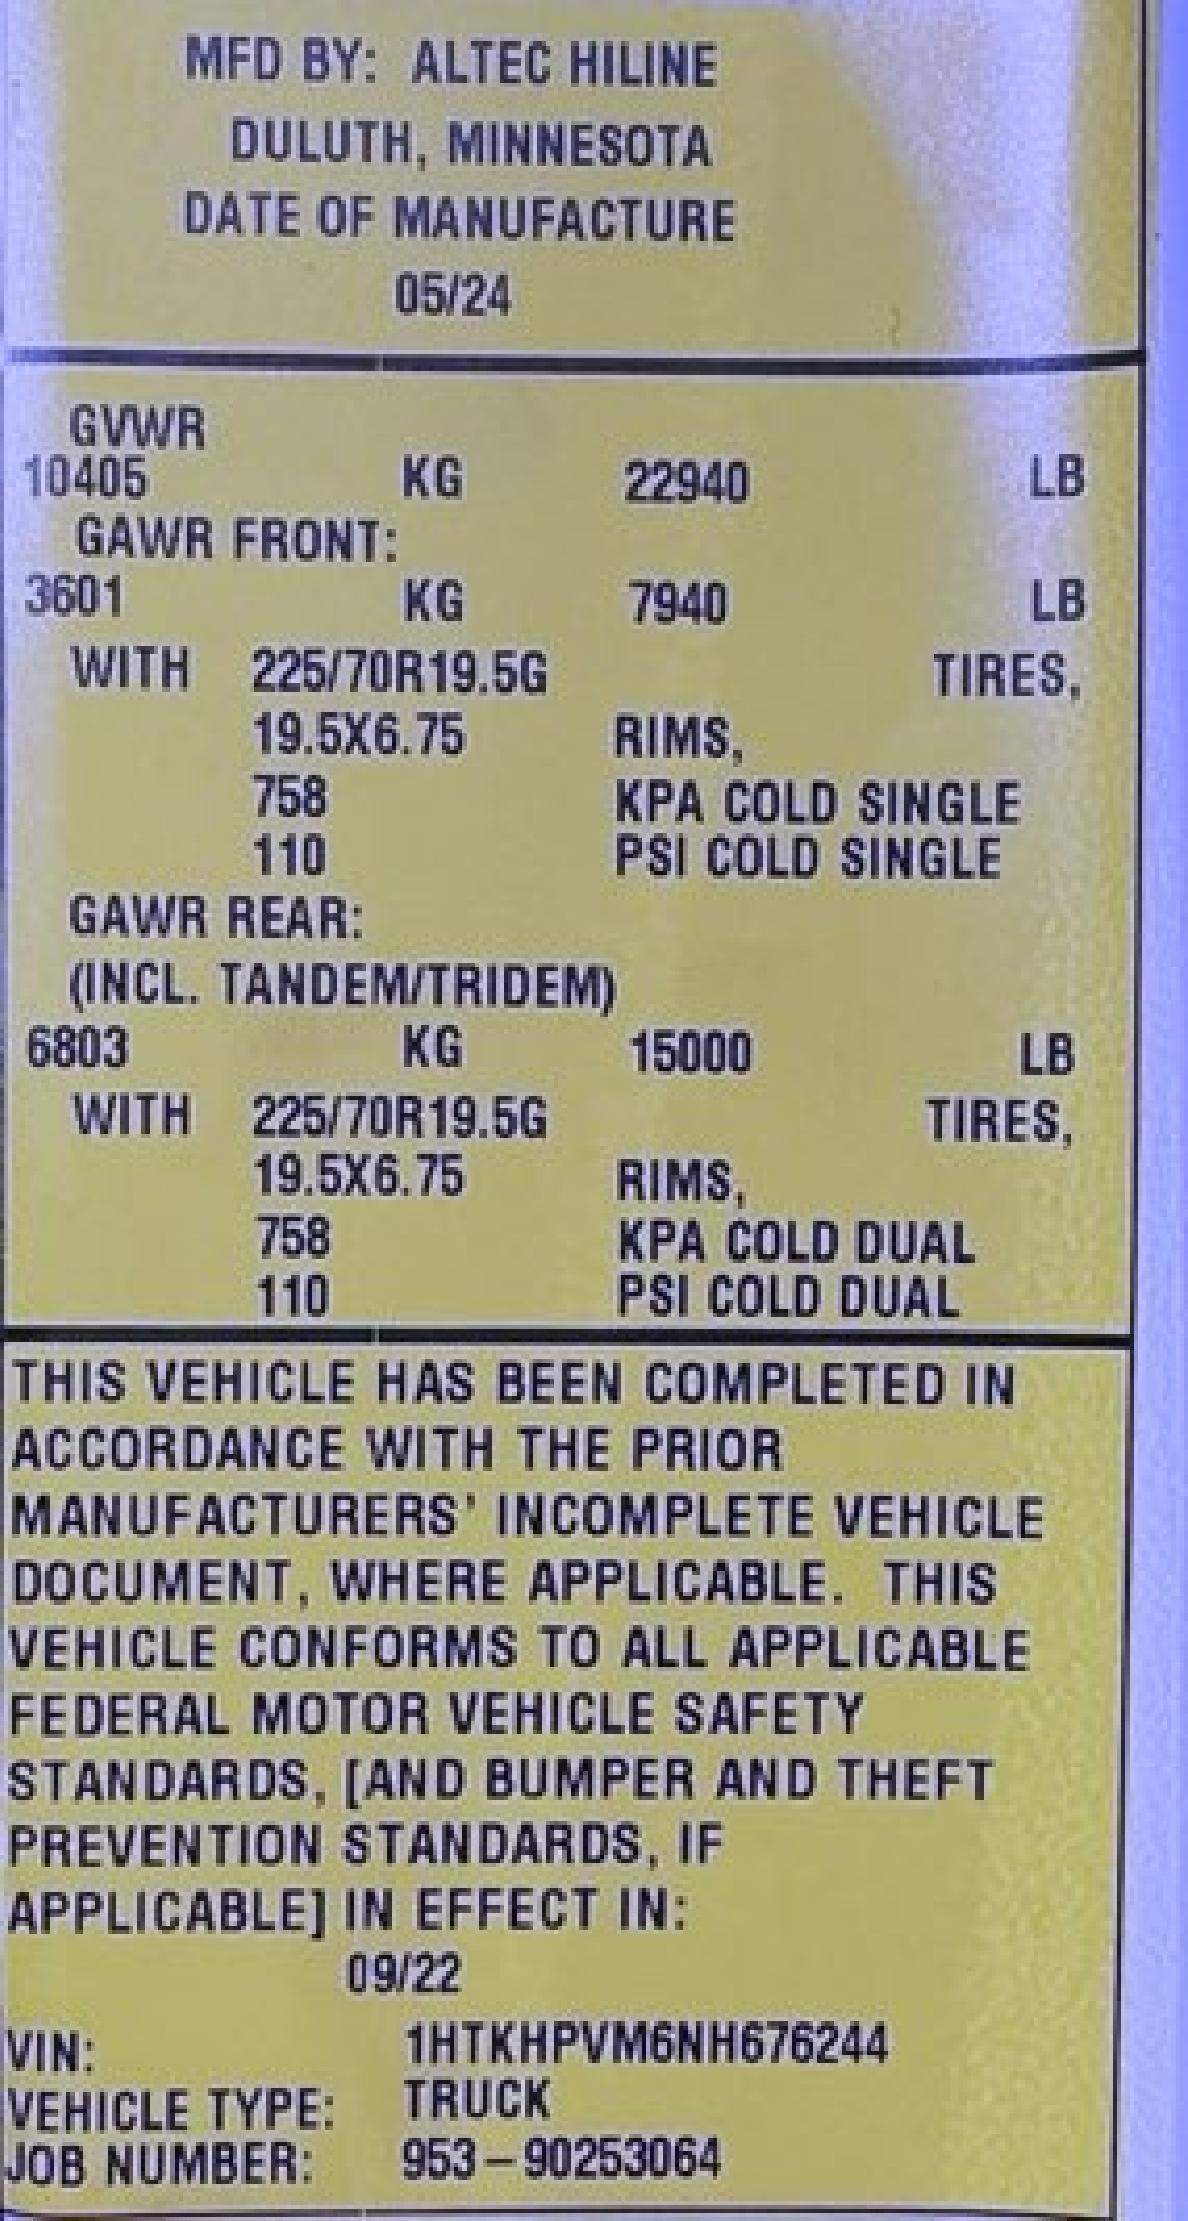 MFD BY: ALTEC HILINE
DULUTH, MINNESOTA
DATE OF MANUFACTURE
05/24
GVWR
10405 KG 22940 LB
GAWR FRONT:
3601 KG 7940 LB
WITH 225/70R19.5G TIRES,
19.5X6.75 RIMS,
758 KPA COLD SINGLE
110 PSI COLD SINGLE
GAWR REAR:
(INCL. TANDEM/TRIDEM)
6803 KG 15000 LB
WITH 225/70R19.5G TIRES,
19.5X6.75 RIMS,
758 KPA COLD DUAL
110 PSI COLD DUAL
THIS VEHICLE HAS BEEN COMPLETED IN
ACCORDANCE WITH THE PRIOR
MANUFACTURERS' INCOMPLETE VEHICLE
DOCUMENT, WHERE APPLICABLE. THIS
VEHICLE CONFORMS TO ALL APPLICABLE
FEDERAL MOTOR VEHICLE SAFETY
STANDARDS, [AND BUMPER AND THEFT
PREVENTION STANDARDS, IF
APPLICABLE] IN EFFECT IN:
09/22
VIN: 1HTKHPVM6NH676244
VEHICLE TYPE: TRUCK
JOB NUMBER: 953–90253064